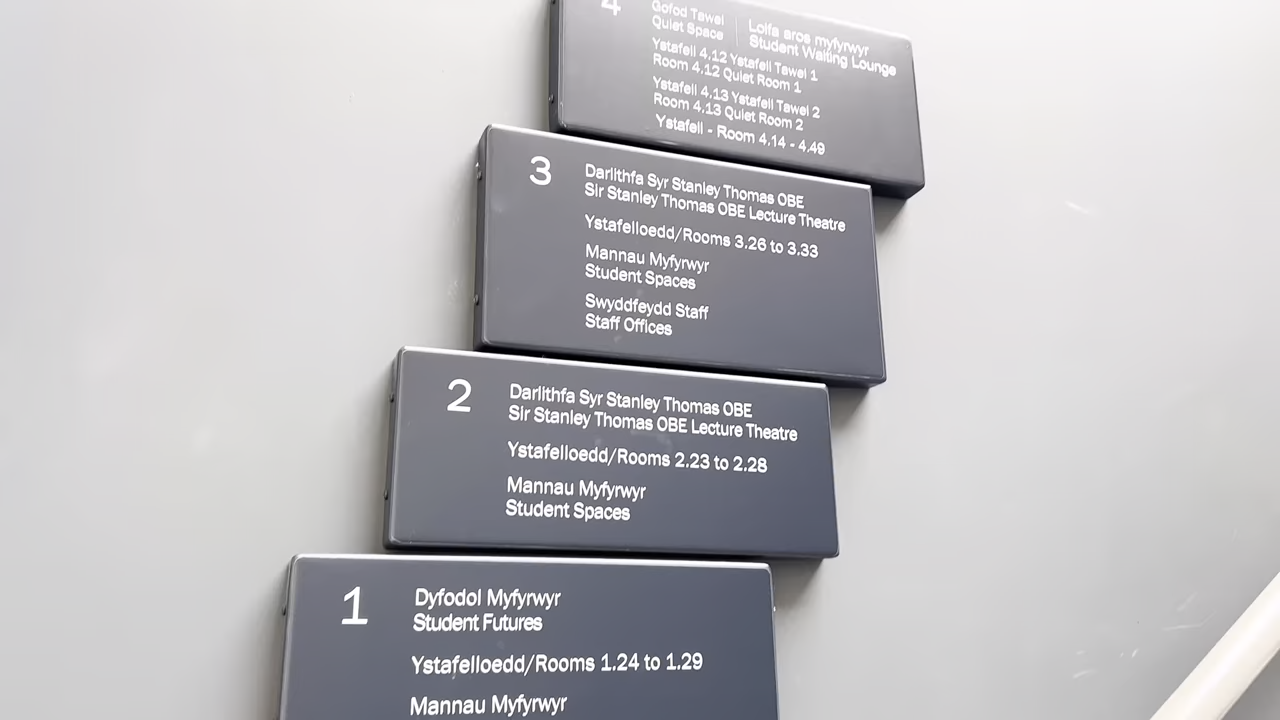 4
Gofod Tawel
Quiet Space
Lolfa aros myfyrwyr
Student Waiting Lounge
Ystafell 4.12 Ystafell Tawel 1
Room 4.12 Quiet Room 1
Ystafell 4.13 Ystafell Tawel 2
Room 4.13 Quiet Room 2
Ystafell - Room 4.14 - 4.49
3
Darlithfa Syr Stanley Thomas OBE
Sir Stanley Thomas OBE Lecture Theatre
Ystafelloedd/Rooms 3.26 to 3.33
Mannau Myfyrwyr
Student Spaces
Swyddfeydd Staff
Staff Offices
2
Darlithfa Syr Stanley Thomas OBE
Sir Stanley Thomas OBE Lecture Theatre
Ystafelloedd/Rooms 2.23 to 2.28
Mannau Myfyrwyr
Student Spaces
1
Dyfodol Myfyrwyr
Student Futures
Ystafelloedd/Rooms 1.24 to 1.29
Mannau Myfyrwyr